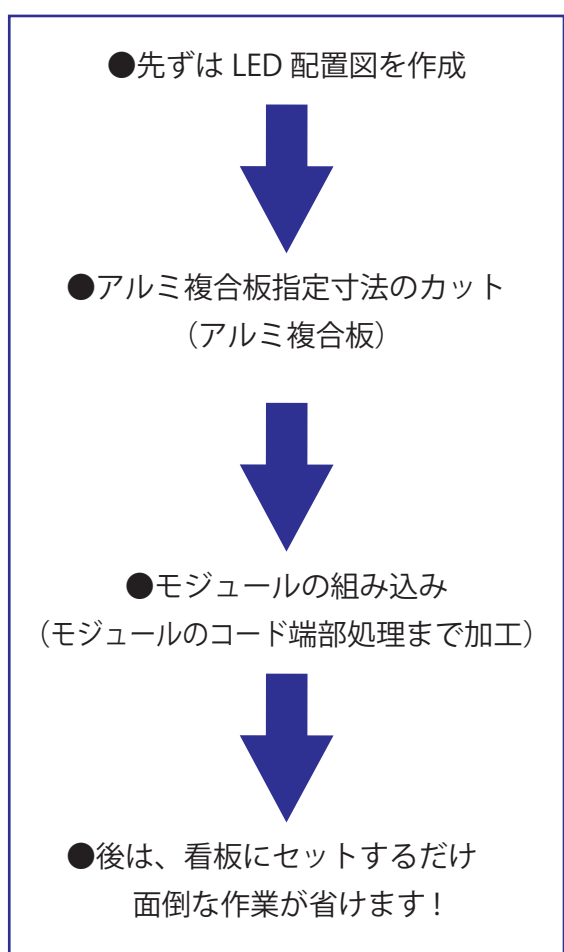 ●先ずは LED 配置図を作成
●アルミ複合板指定寸法のカット
（アルミ複合板）
●モジュールの組み込み
（モジュールのコード端部処理まで加工）
●後は、看板にセットするだけ
面倒な作業が省けます！